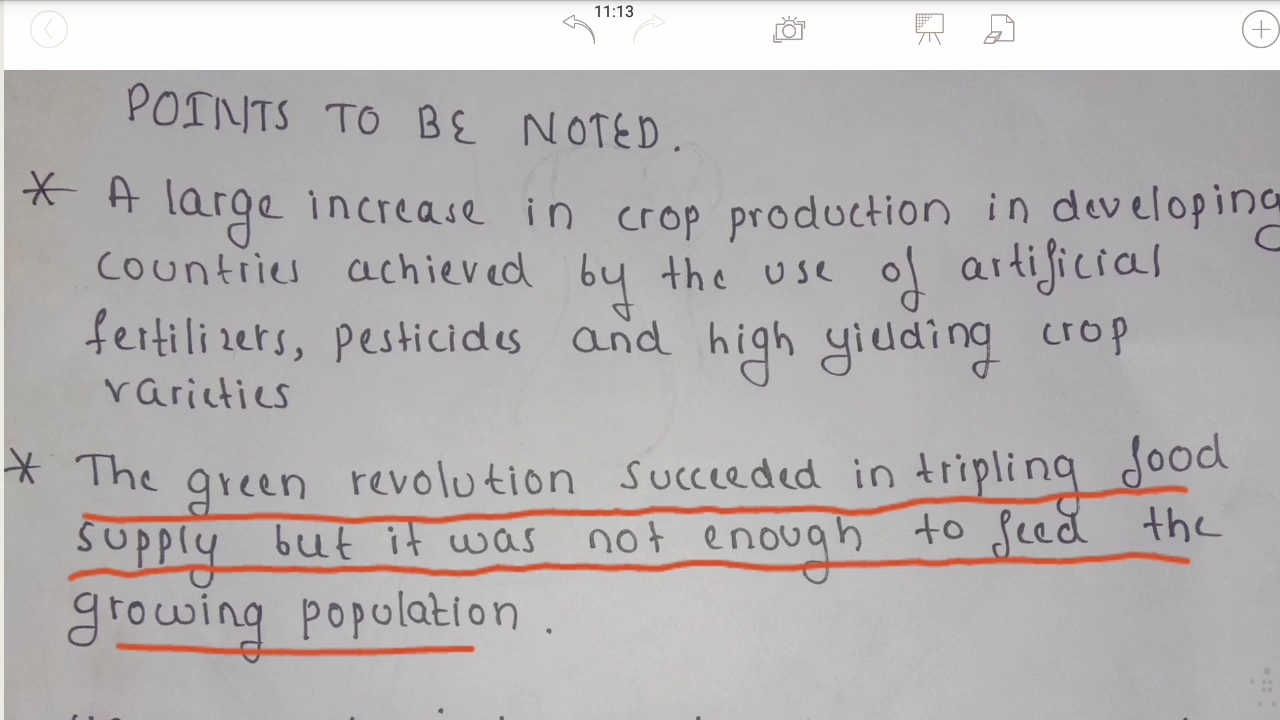 11:13
POINTS TO BE NOTED.
* A large increase in crop production in developing
countries achieved by the use of artificial
fertilizers, pesticides and high yielding crop
varieties
* The green revolution succeeded in tripling food
supply but it was not enough to feed the
growing population.